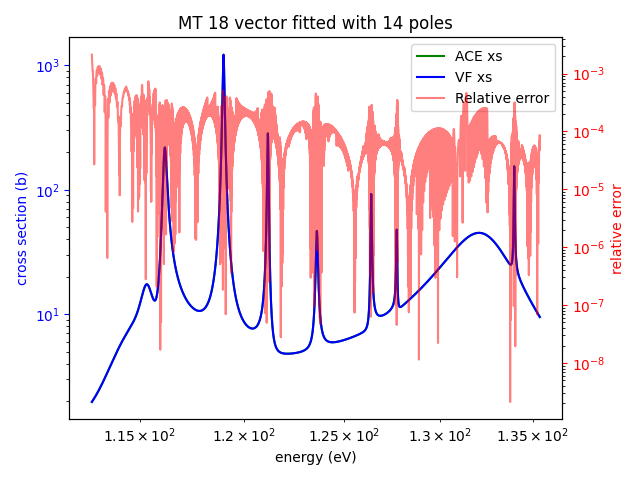 MT 18 vector fitted with 14 poles
ACE xs
VF xs
Relative error
cross section (b)
10³
10²
10¹
relative error
10⁻³
10⁻⁴
10⁻⁵
10⁻⁶
10⁻⁷
10⁻⁸
1.15 × 10² 1.2 × 10² 1.25 × 10² 1.3 × 10² 1.35 × 10²
energy (eV)